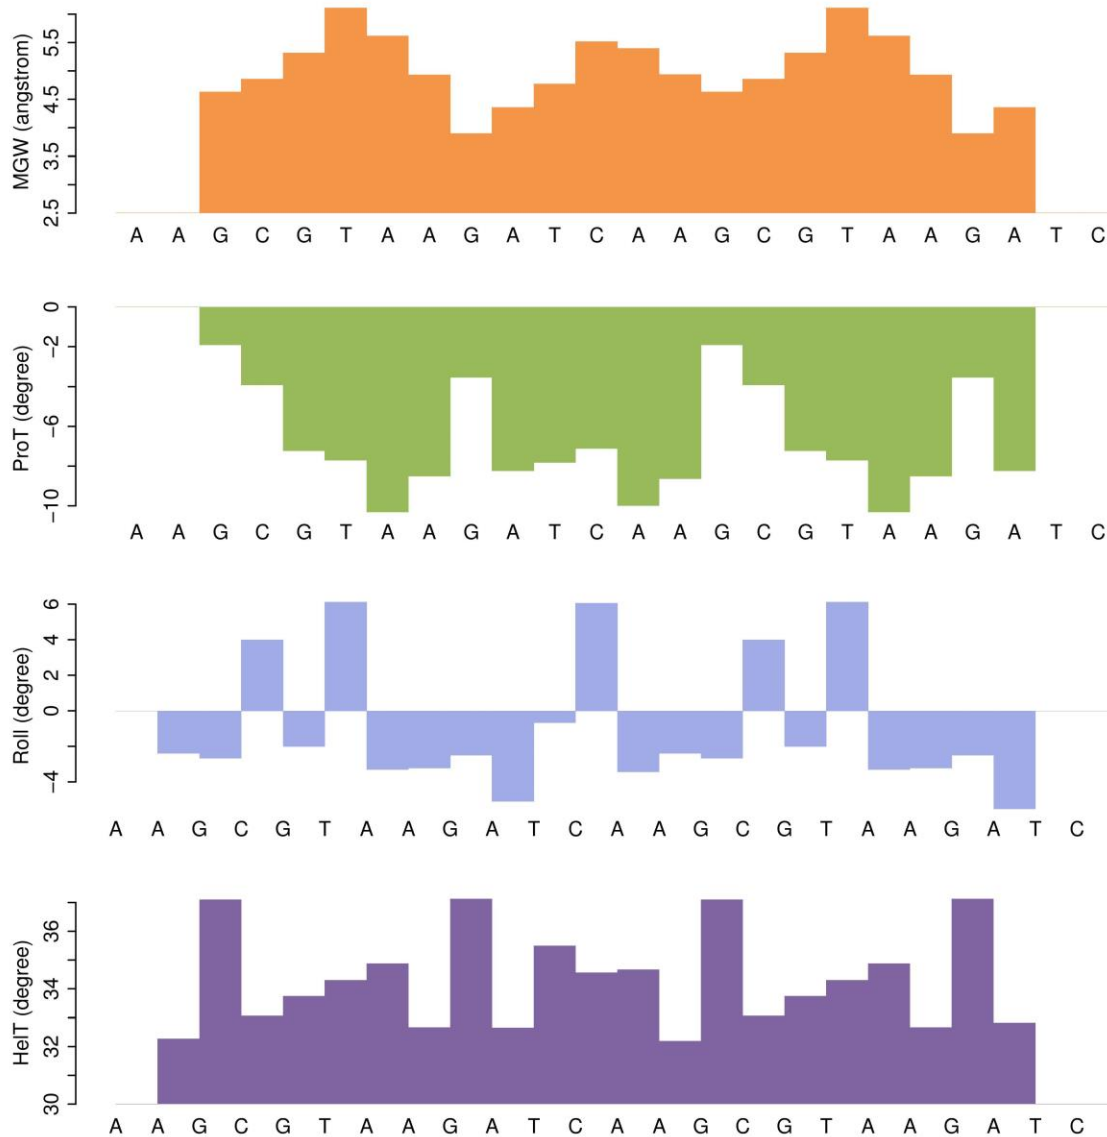 MGW (angstrom)
5.5
4.5
3.5
2.5
A A G C G T A A G A T C A A G C G T A A G A T C
ProT (degree)
0
−2
−6
−10
A A G C G T A A G A T C A A G C G T A A G A T C
Roll (degree)
6
4
2
0
−4
A A G C G T A A G A T C A A G C G T A A G A T C
HelT (degree)
36
34
32
30
A A G C G T A A G A T C A A G C G T A A G A T C